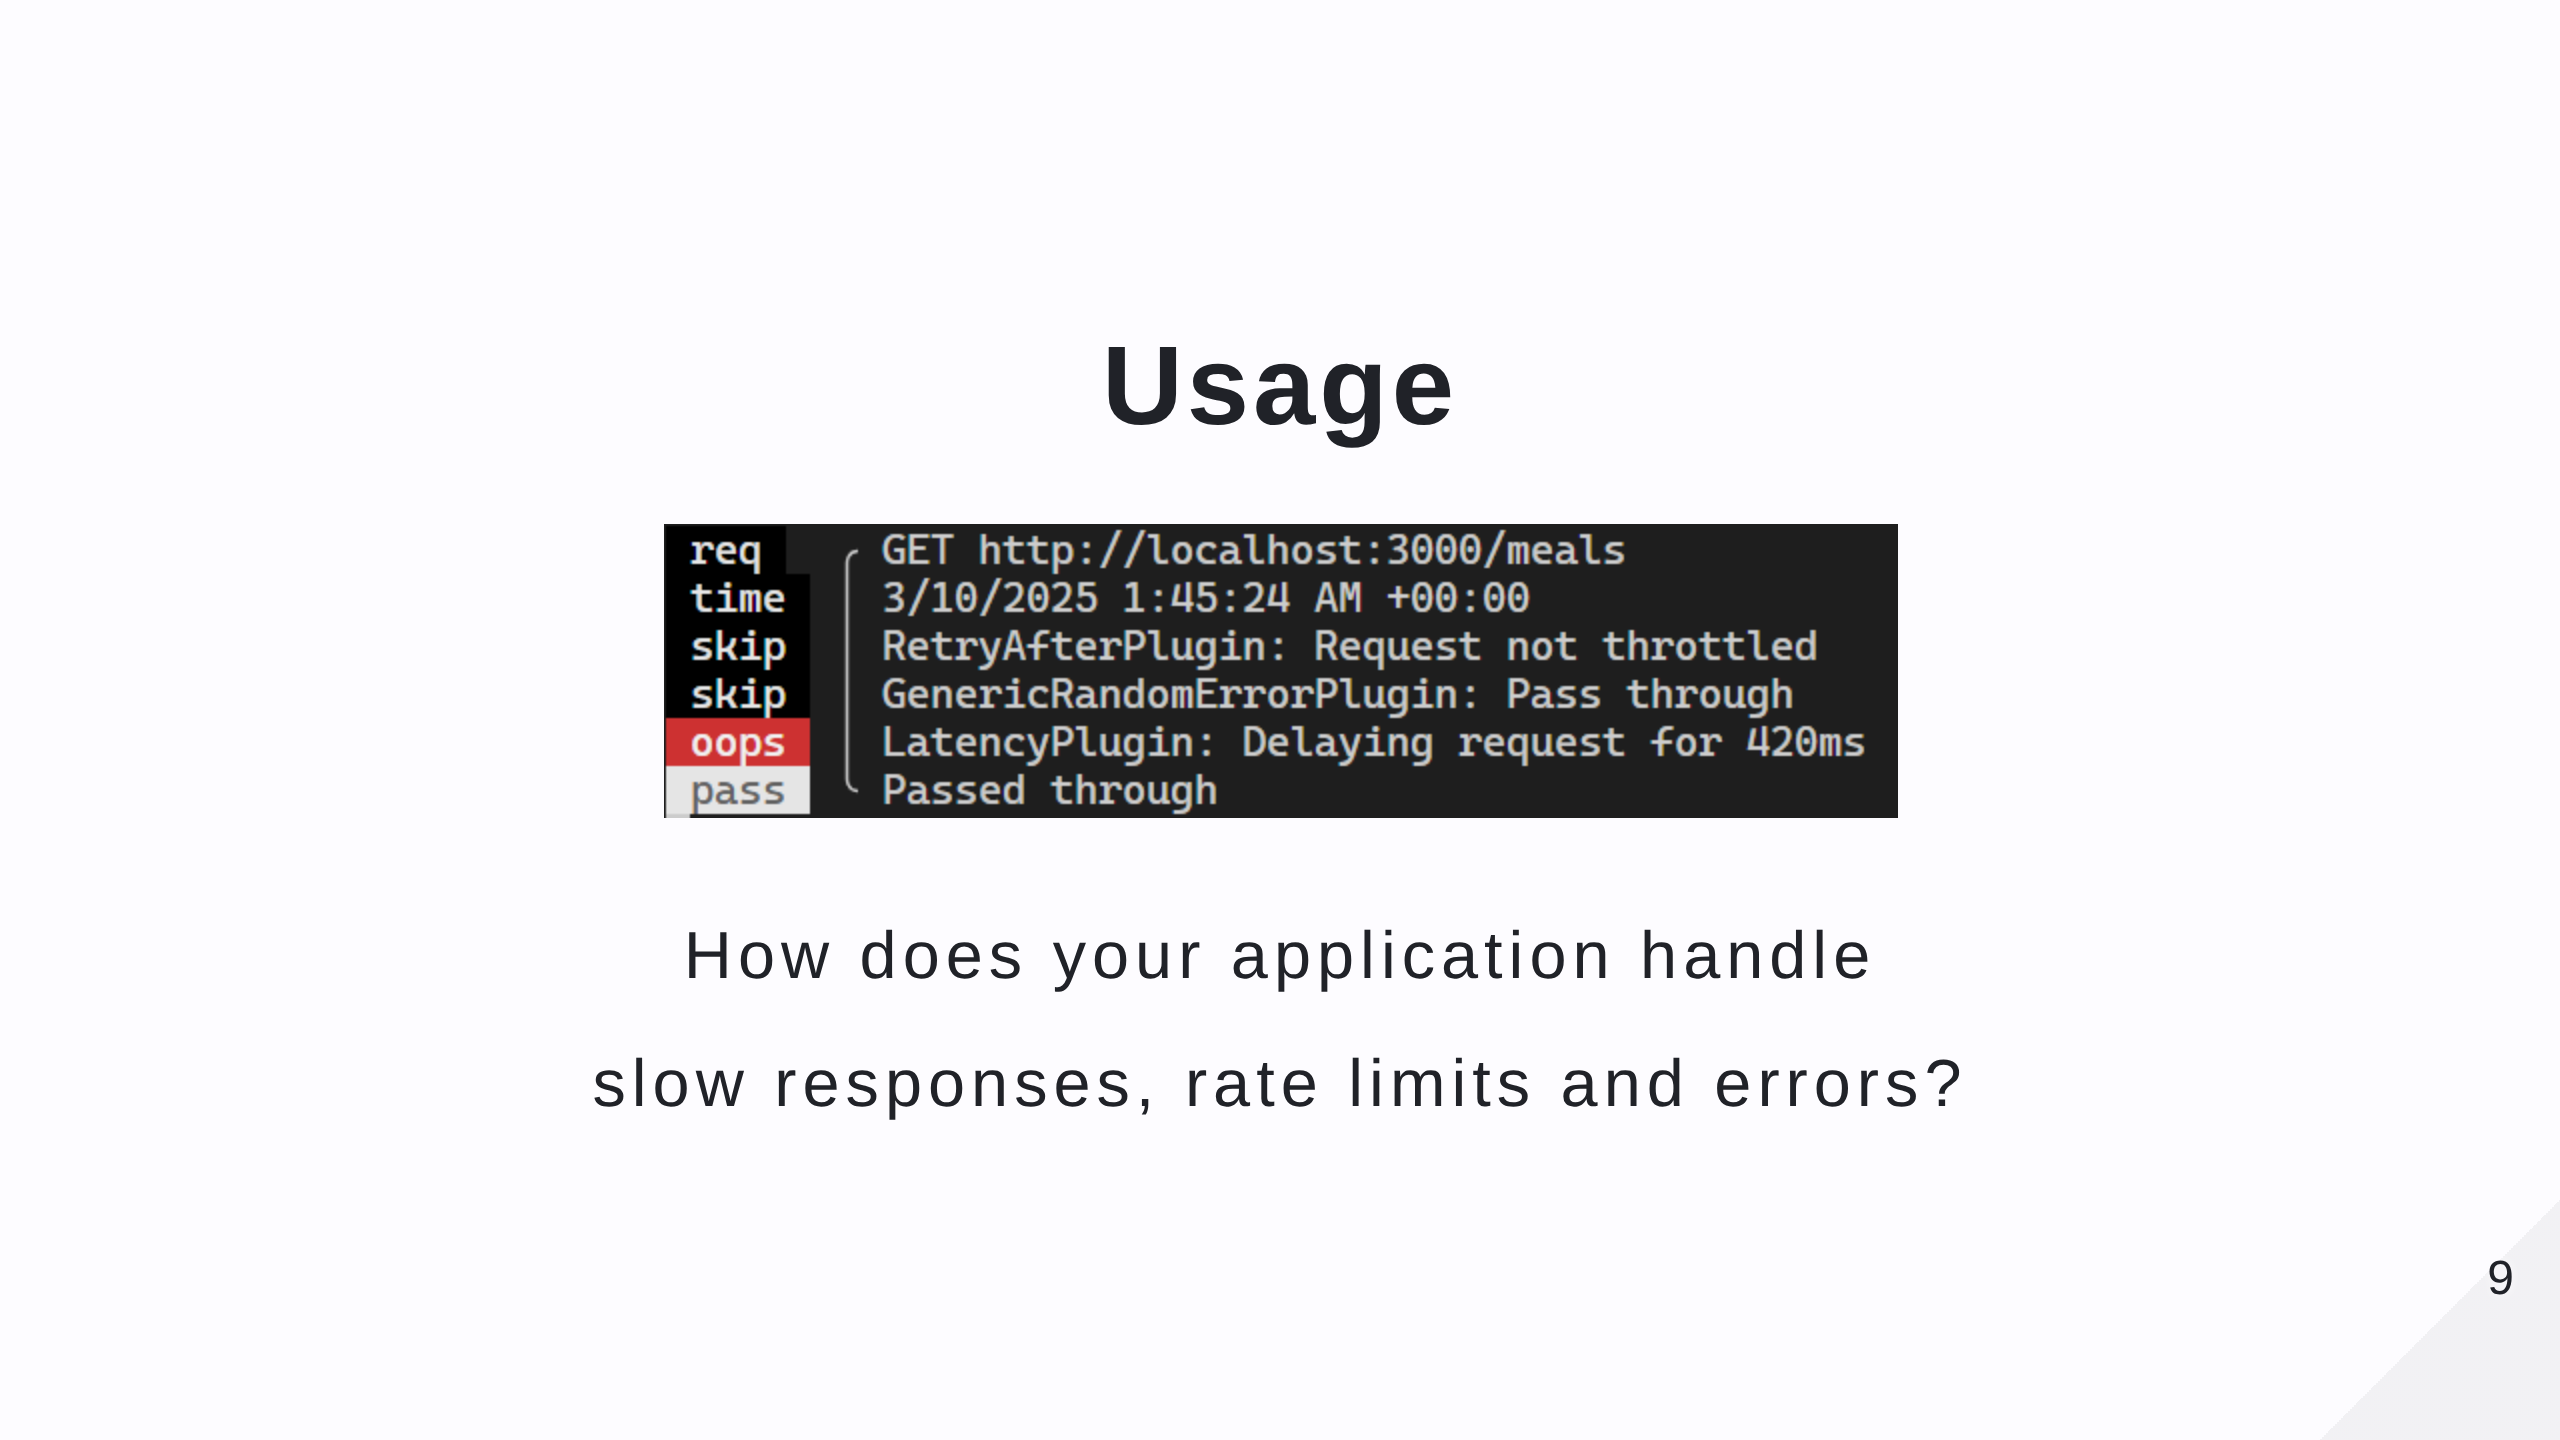 Usage
req GET http://localhost:3000/meals
time 3/10/2025 1:45:24 AM +00:00
skip RetryAfterPlugin: Request not throttled
skip GenericRandomErrorPlugin: Pass through
oops LatencyPlugin: Delaying request for 420ms
pass Passed through
How does your application handle
slow responses, rate limits and errors?
9